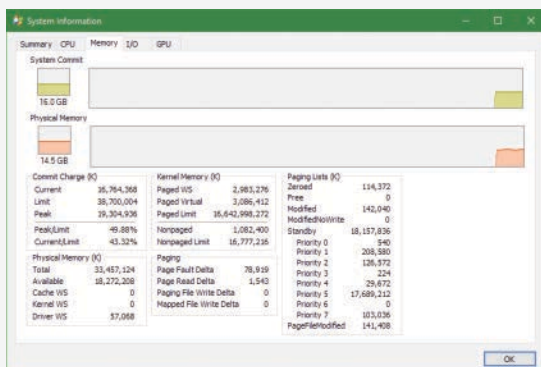 System Information
Summary CPU Memory I/O GPU
System Commit
16.0 GB
Physical Memory
14.5 GB
Commit Charge (K)
Current 16,764,368
Limit 38,700,004
Peak 19,304,936
Peak/Limit 49.88%
Current/Limit 43.32%
Physical Memory (K)
Total 33,457,124
Available 18,272,208
Cache WS 0
Kernel WS 0
Driver WS 57,068
Kernel Memory (K)
Paged WS 2,983,276
Paged Virtual 3,086,412
Paged Limit 16,642,998,272
Nonpaged 1,082,400
Nonpaged Limit 16,777,216
Paging
Page Fault Delta 78,919
Page Read Delta 1,543
Paging File Write Delta 0
Mapped File Write Delta 0
Paging Lists (K)
Zeroed 114,372
Free 0
Modified 142,040
ModifiedNoWrite 0
Standby 18,157,836
Priority 0 540
Priority 1 208,580
Priority 2 126,572
Priority 3 224
Priority 4 29,672
Priority 5 17,689,212
Priority 6 0
Priority 7 103,036
PageFileModified 141,408
OK